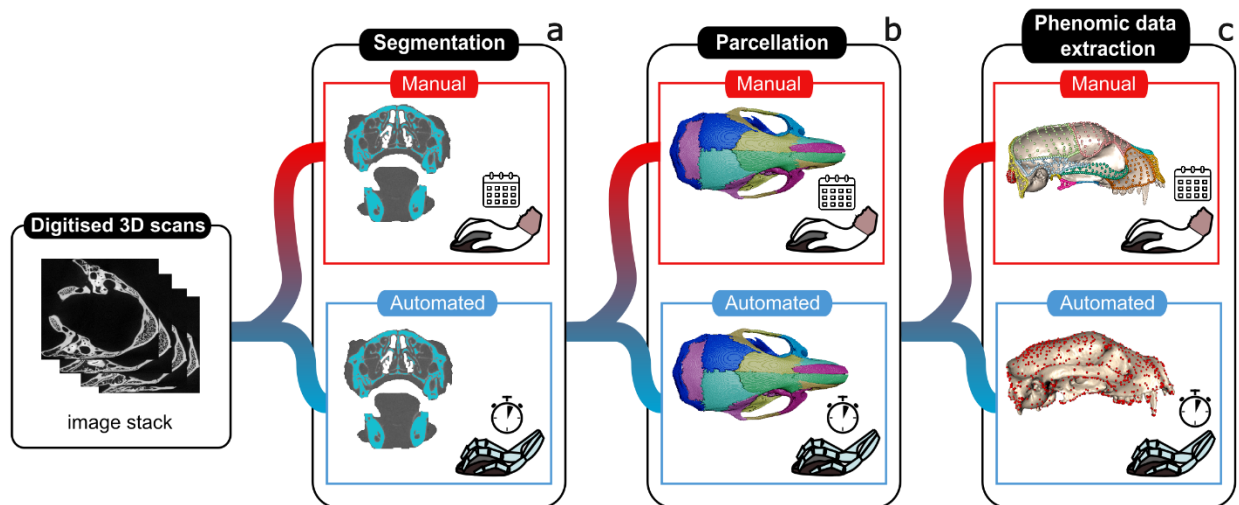 Digitised 3D scans
image stack
a
Segmentation
Manual
Automated
b
Parcellation
Manual
Automated
c
Phenomic data
extraction
Manual
Automated